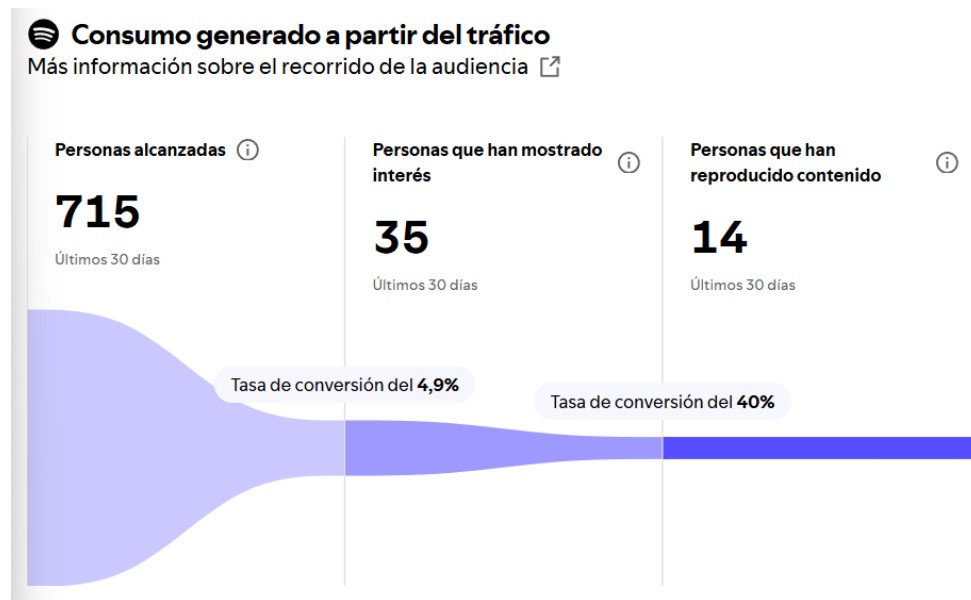 Consumo generado a partir del tráfico
Más información sobre el recorrido de la audiencia
Personas alcanzadas
715
Últimos 30 días
Personas que han mostrado
interés
35
Últimos 30 días
Personas que han
reproducido contenido
14
Últimos 30 días
Tasa de conversión del 4,9%
Tasa de conversión del 40%